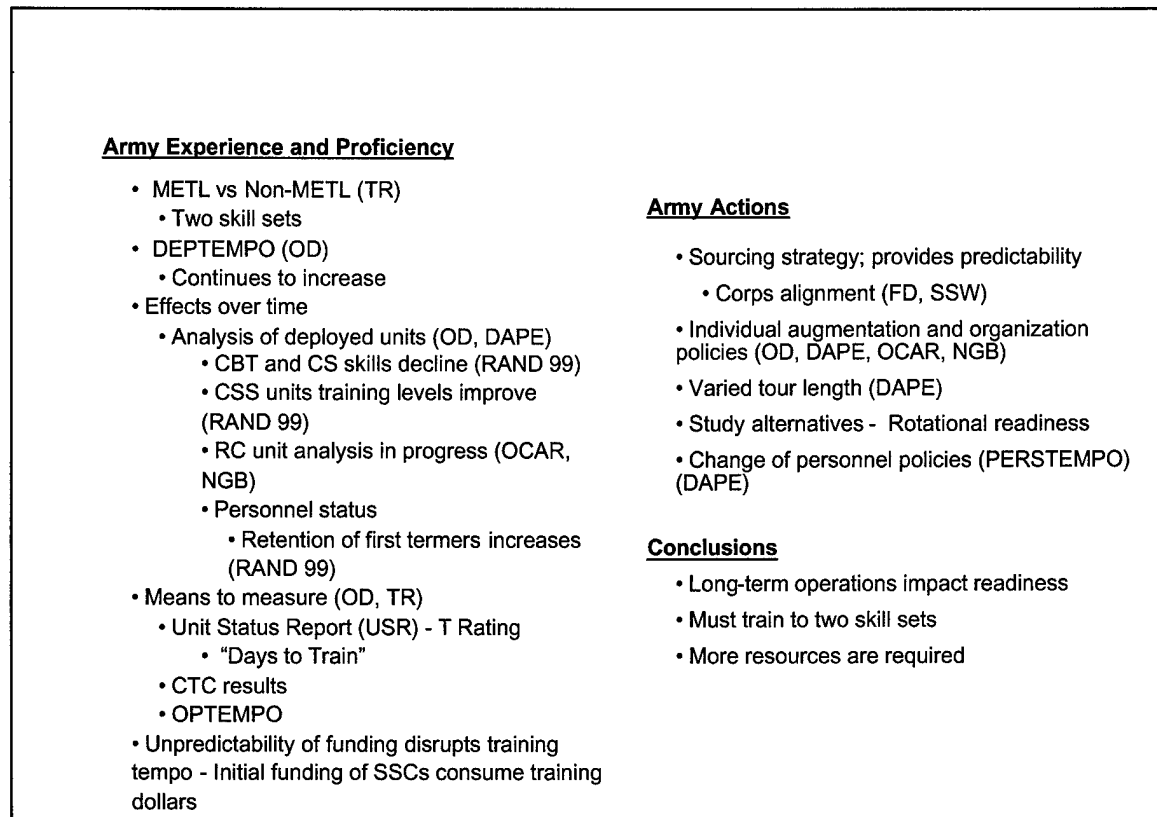 Army Experience and Proficiency
• METL vs Non-METL (TR)
• Two skill sets
• DEPTEMPO (OD)
• Continues to increase
• Effects over time
• Analysis of deployed units (OD, DAPE)
• CBT and CS skills decline (RAND 99)
• CSS units training levels improve
(RAND 99)
• RC unit analysis in progress (OCAR,
NGB)
• Personnel status
• Retention of first termers increases
(RAND 99)
• Means to measure (OD, TR)
• Unit Status Report (USR) - T Rating
• “Days to Train”
• CTC results
• OPTEMPO
• Unpredictability of funding disrupts training
tempo - Initial funding of SSCs consume training
dollars
Army Actions
• Sourcing strategy; provides predictability
• Corps alignment (FD, SSW)
• Individual augmentation and organization
policies (OD, DAPE, OCAR, NGB)
• Varied tour length (DAPE)
• Study alternatives - Rotational readiness
• Change of personnel policies (PERSTEMPO)
(DAPE)
Conclusions
• Long-term operations impact readiness
• Must train to two skill sets
• More resources are required